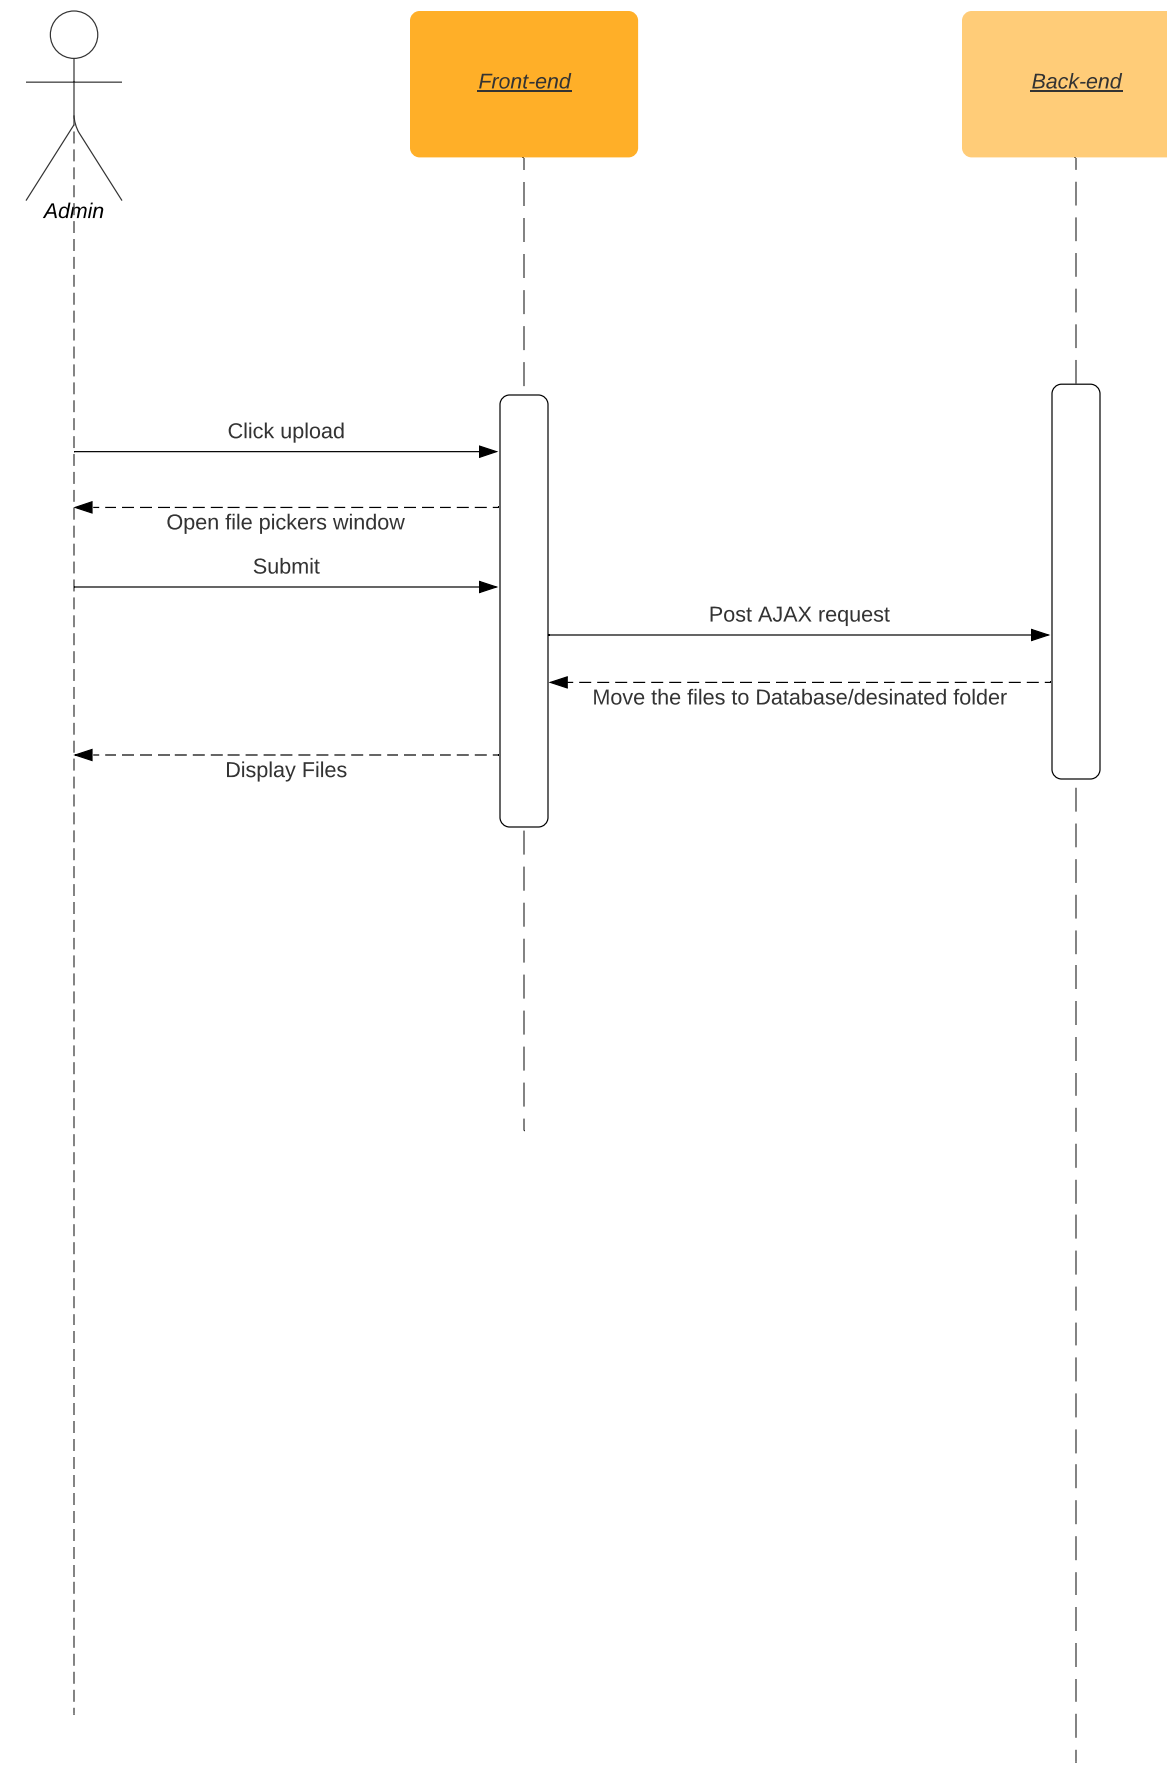 Front-end
Back-end
Admin
Click upload
Open file pickers window
Submit
Post AJAX request
Move the files to Database/desinated folder
Display Files